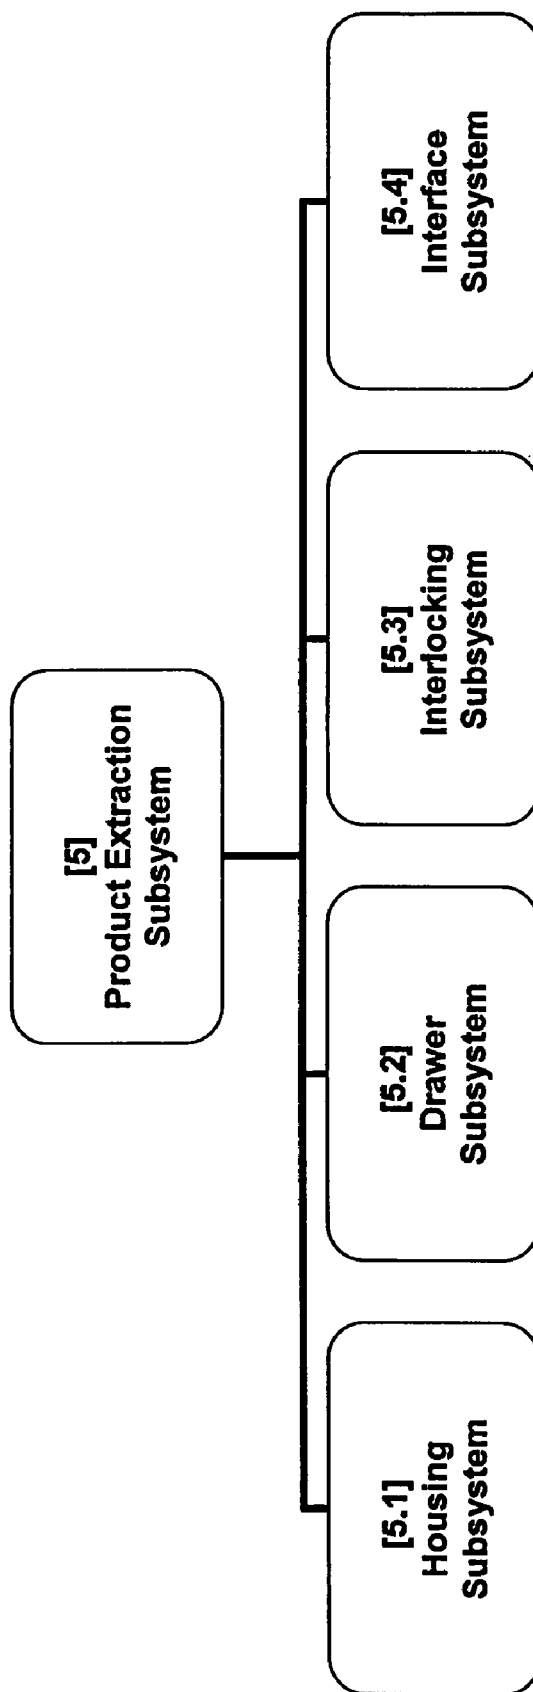 [5]
Product Extraction
Subsystem
[5.1]
Housing
Subsystem
[5.2]
Drawer
Subsystem
[5.3]
Interlocking
Subsystem
[5.4]
Interface
Subsystem